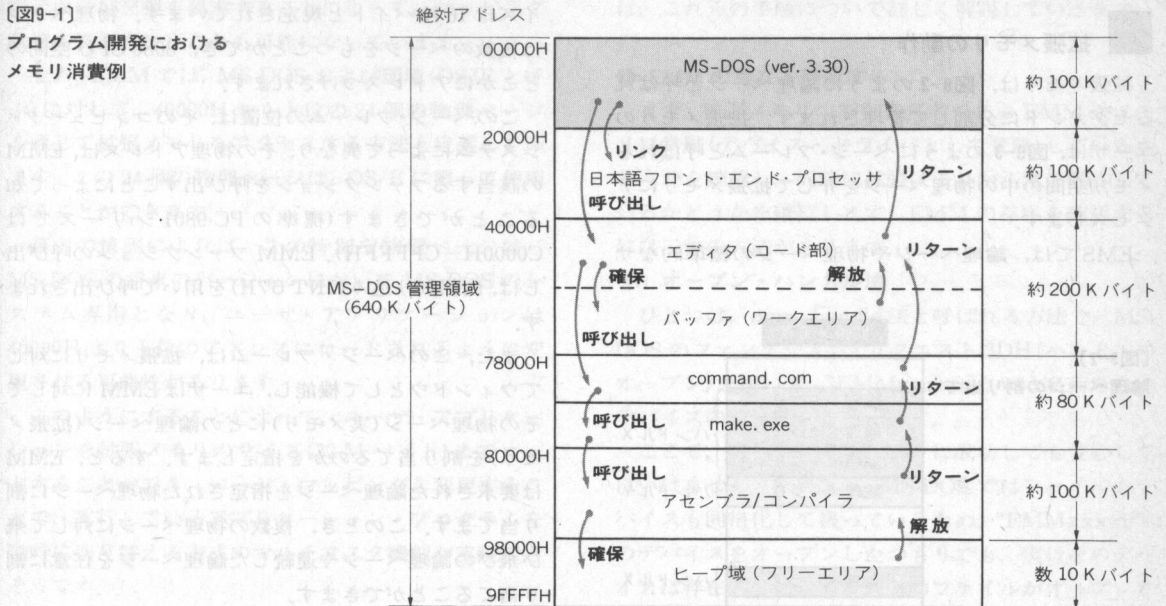 〔図9-1〕
プログラム開発における
メモリ消費例
絶対アドレス
00000H
MS-DOS（ver. 3.30）
約 100 K バイト
20000H
リンク
日本語フロント・エンド・プロセッサ
リターン
約 100 K バイト
呼び出し
40000H
エディタ（コード部）
リターン
確保
解放
MS-DOS 管理領域
（640 K バイト）
約 200 K バイト
バッファ（ワークエリア）
呼び出し
78000H
command. com
リターン
約 80 K バイト
呼び出し
make. exe
80000H
呼び出し
リターン
アセンブラ/コンパイラ
約 100 K バイト
解放
98000H
確保
ヒープ域（フリーエリア）
数 10 K バイト
9FFFFH